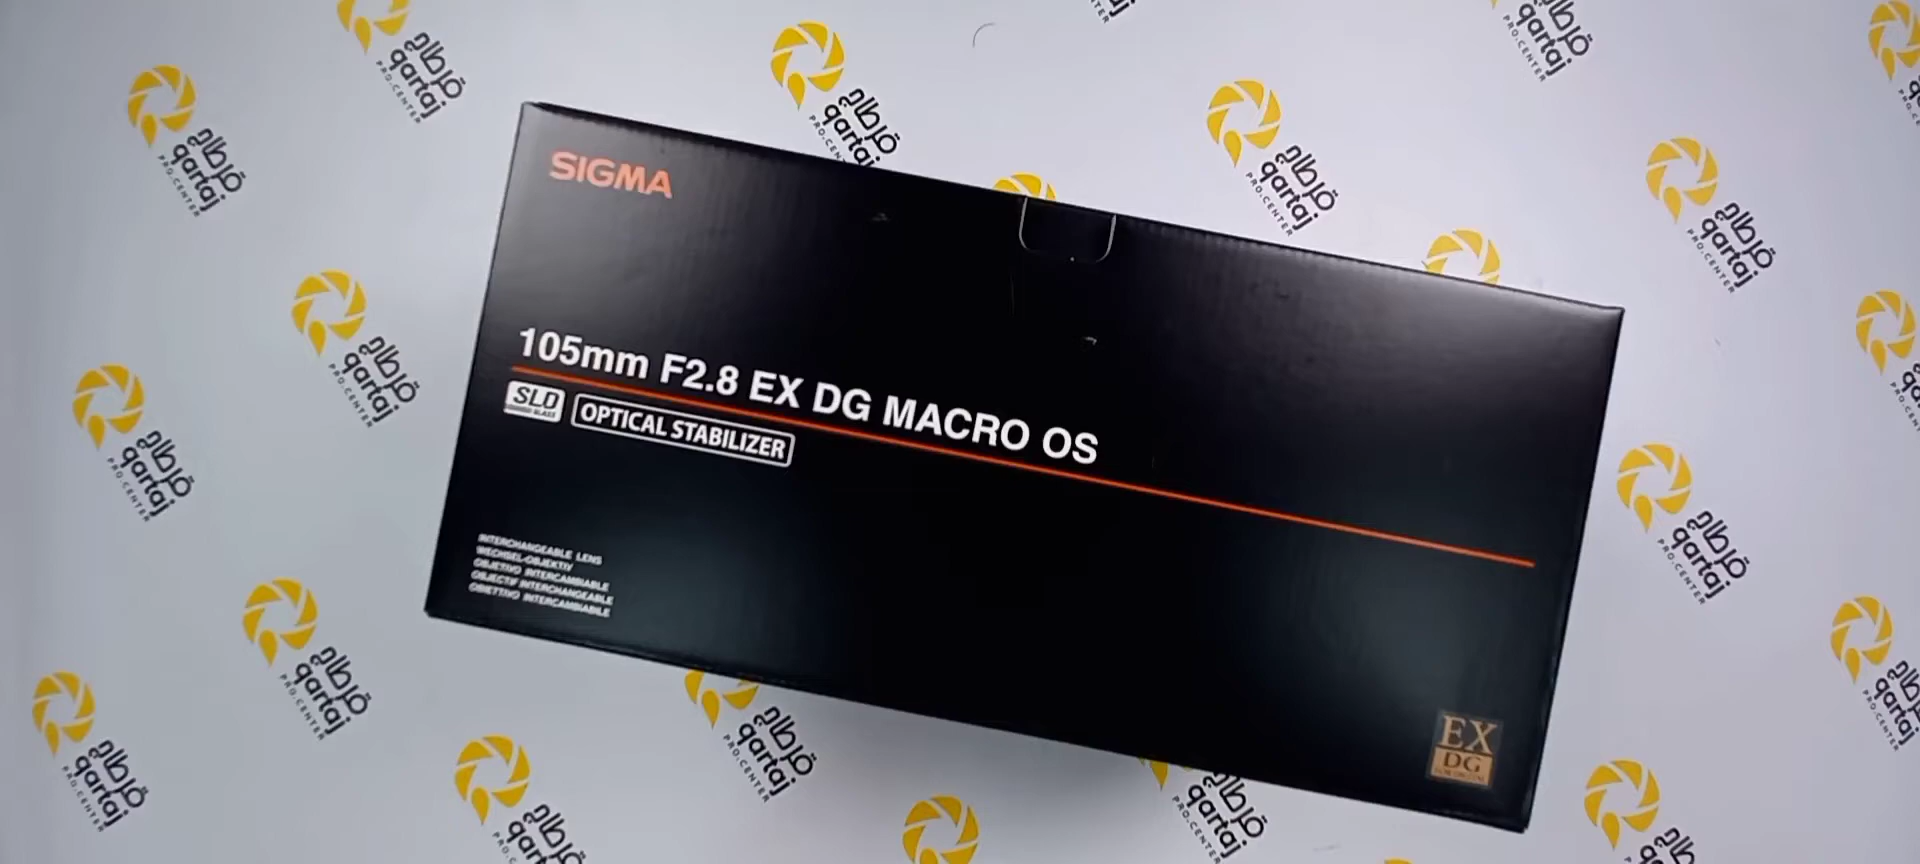 SIGMA
105mm F2.8 EX DG MACRO OS
SLD
OPTICAL STABILIZER
INTERCHANGEABLE LENS
WECHSEL-OBJEKTIV
OBJETIVO INTERCAMBIABLE
OBJECTIF INTERCHANGEABLE
OBIETTIVO INTERCAMBIABILE
EX
DG
قرطاج
qartaj
PRO.CENTER